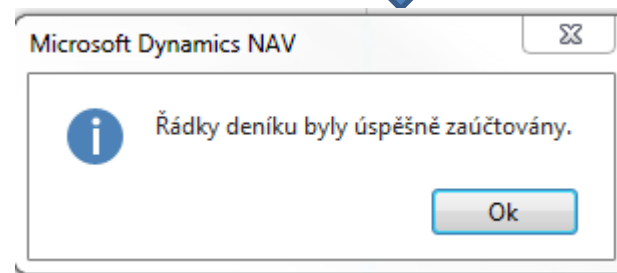 Microsoft Dynamics NAV
Řádky deníku byly úspěšně zaúčtovány.
Ok